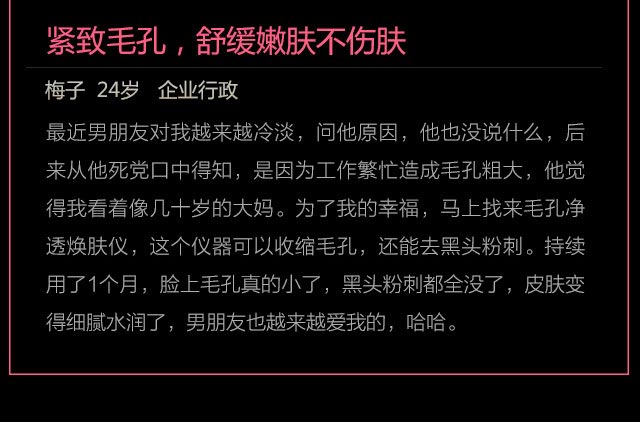 紧致毛孔，舒缓嫩肤不伤肤
梅子 24岁 企业行政
最近男朋友对我越来越冷淡，问他原因，他也没说什么，后
来从他死党口中得知，是因为工作繁忙造成毛孔粗大，他觉
得我看着像几十岁的大妈。为了我的幸福，马上找来毛孔净
透焕肤仪，这个仪器可以收缩毛孔，还能去黑头粉刺。持续
用了1个月，脸上毛孔真的小了，黑头粉刺都全没了，皮肤变
得细腻水润了，男朋友也越来越爱我的，哈哈。